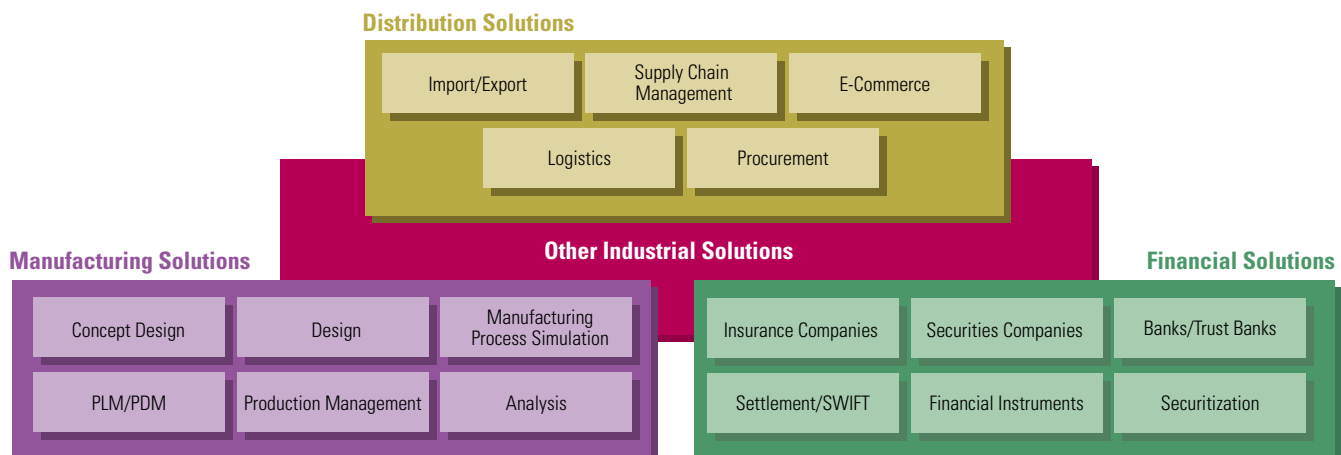 Distribution Solutions
Import/Export
Supply Chain
Management
E-Commerce
Logistics
Procurement
Other Industrial Solutions
Manufacturing Solutions
Concept Design
Design
Manufacturing
Process Simulation
PLM/PDM
Production Management
Analysis
Financial Solutions
Insurance Companies
Securities Companies
Banks/Trust Banks
Settlement/SWIFT
Financial Instruments
Securitization